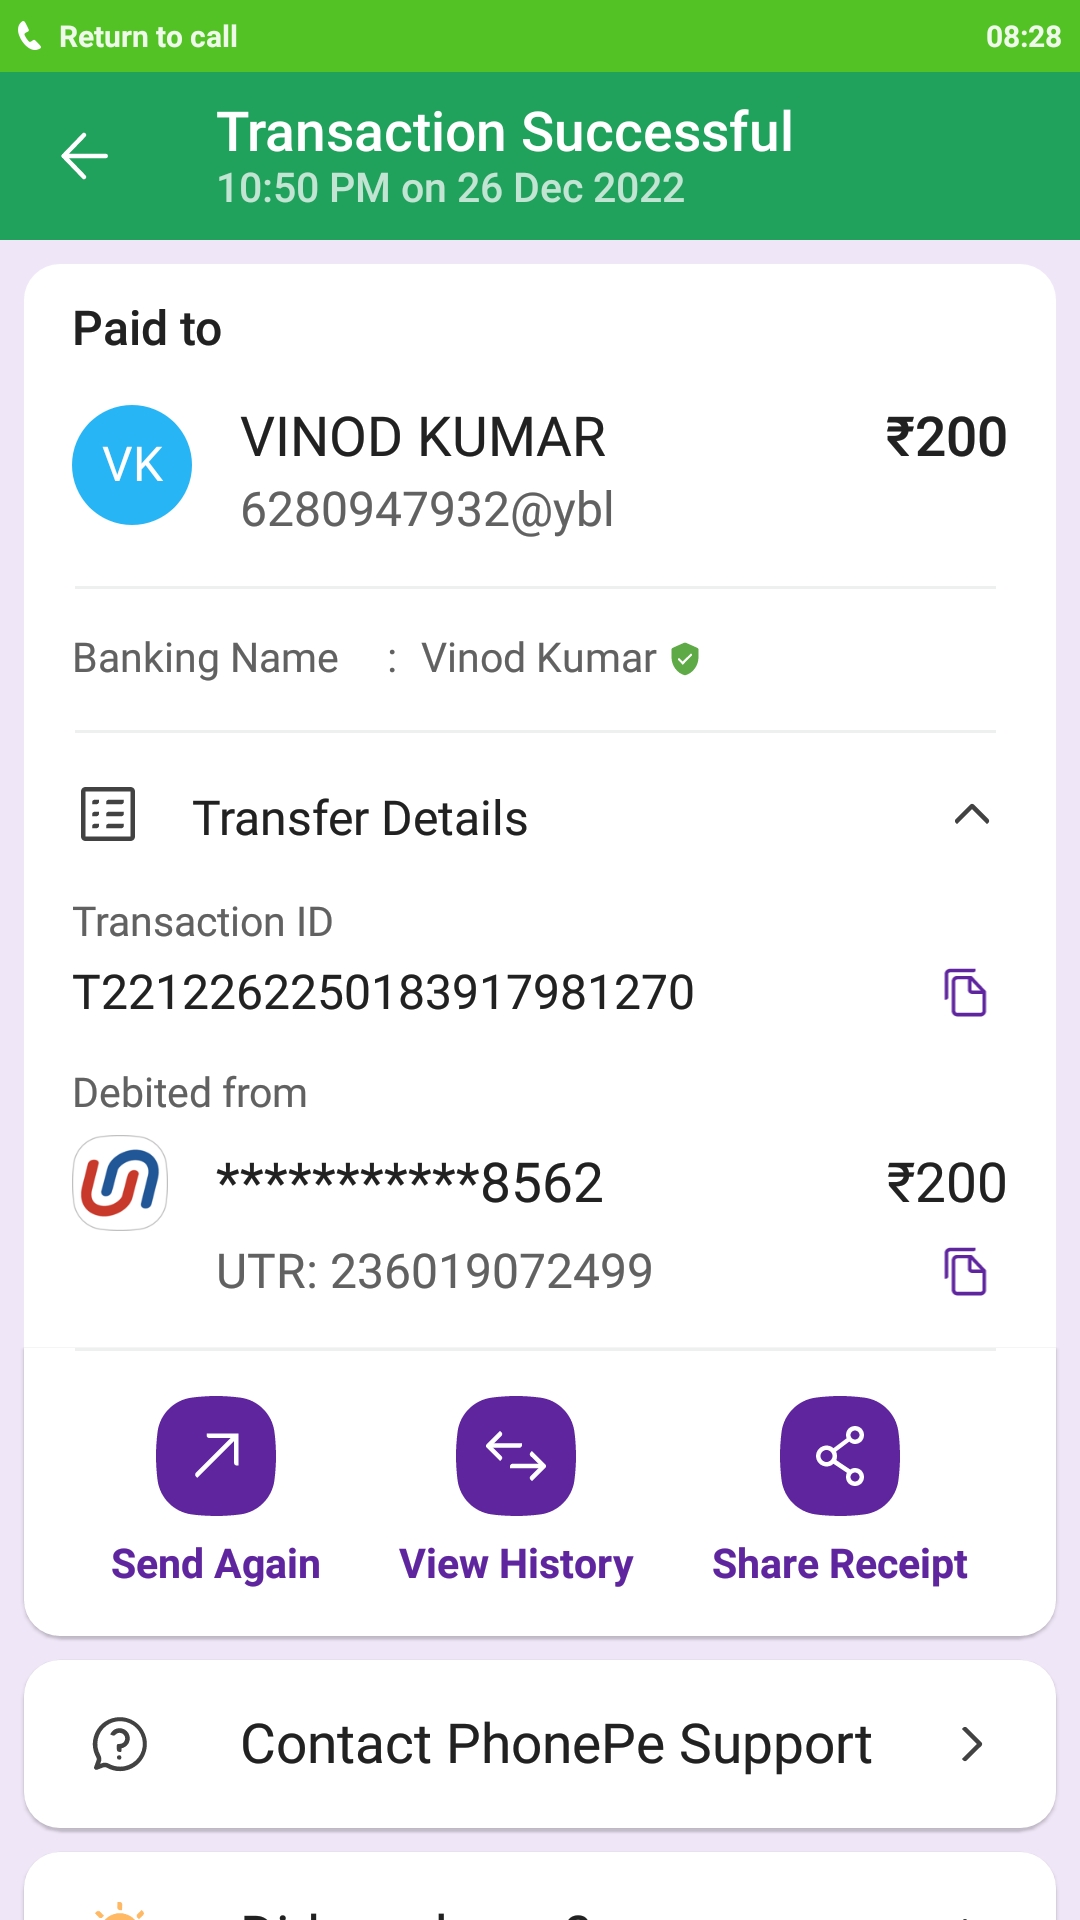 Return to call 08:28
Transaction Successful
10:50 PM on 26 Dec 2022
Paid to
VK
VINOD KUMAR ₹200
6280947932@ybl
Banking Name : Vinod Kumar
Transfer Details
Transaction ID
T2212262250183917981270
Debited from
***********8562 ₹200
UTR: 236019072499
Send Again View History Share Receipt
Contact PhonePe Support